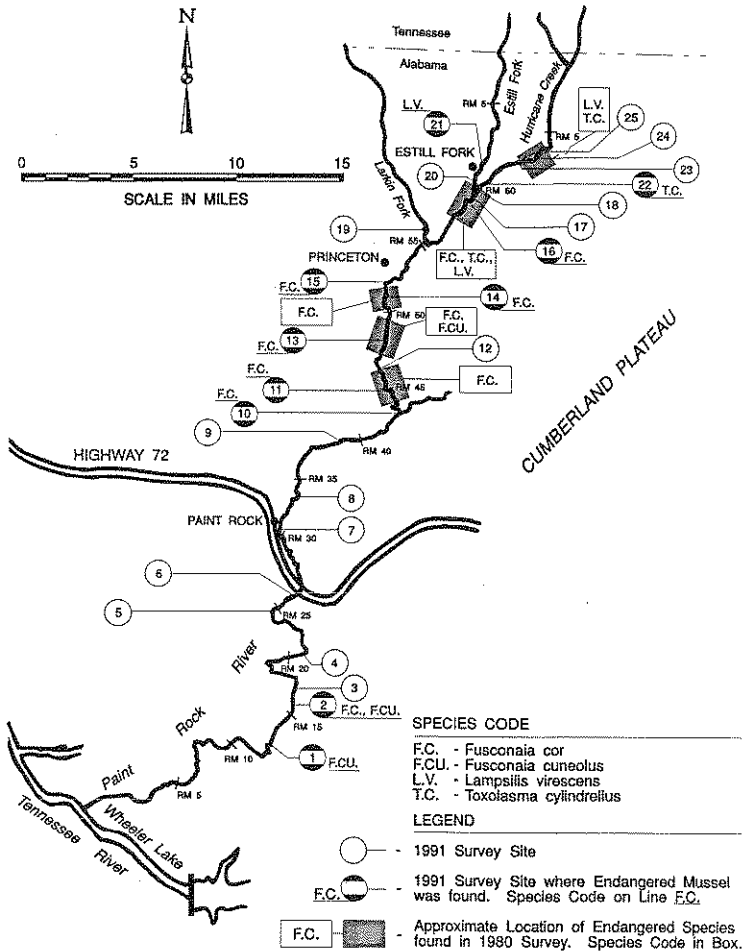 N
Tennessee
Alabama
0 5 10 15
SCALE IN MILES
Larkin Fork
Estill Fork
Hurricane Creek
RM 5
RM 5
L.V.
21
ESTILL FORK
L.V.
T.C.
25
24
23
20
RM 60
22 T.C.
18
17
16 F.C.
F.C., T.C.,
L.V.
19
RM 55
PRINCETON
F.C. 15
14 F.C.
F.C.
RM 50
F.C.,
F.CU.
F.C. 13
12
F.C.
11
RM 45
F.C.
F.C.
10
9
RM 40
CUMBERLAND PLATEAU
HIGHWAY 72
RM 35
8
PAINT ROCK
7
RM 30
6
5
RM 25
4
RM 20
3
2 F.C., F.CU.
RM 15
1 F.CU.
RM 10
RM 5
Paint Rock River
Wheeler Lake
Tennessee River
SPECIES CODE
F.C. - Fusconaia cor
F.CU. - Fusconaia cuneolus
L.V. - Lampsilis virescens
T.C. - Toxolasma cylindrellus
LEGEND
- 1991 Survey Site
F.C. - 1991 Survey Site where Endangered Mussel
was found. Species Code on Line F.C.
F.C. - Approximate Location of Endangered Species
found in 1980 Survey. Species Code in Box.